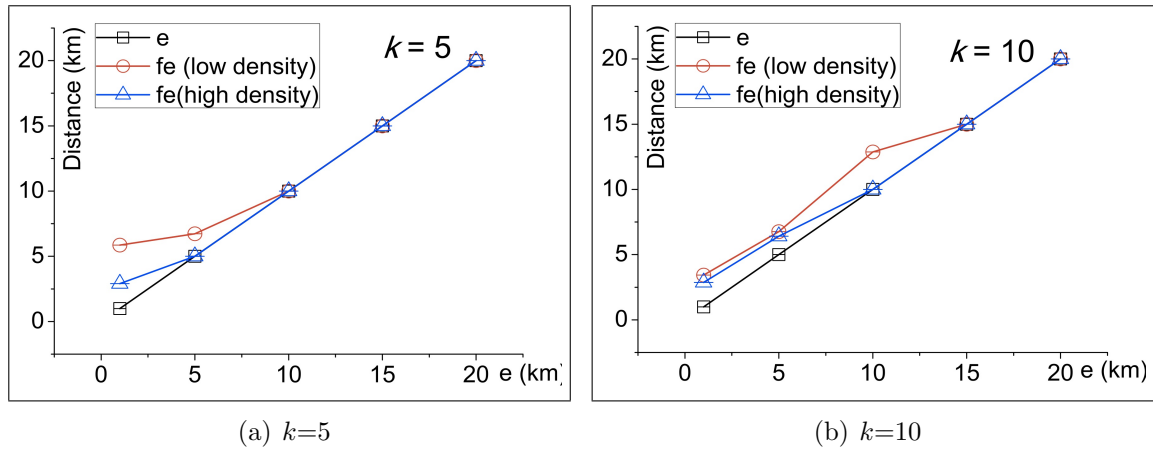 e
fe (low density)
fe(high density)
k = 5
Distance (km)
20
15
10
5
0
0 5 10 15 20 e (km)
(a) k=5
e
fe (low density)
fe(high density)
k = 10
Distance (km)
20
15
10
5
0
0 5 10 15 20 e (km)
(b) k=10